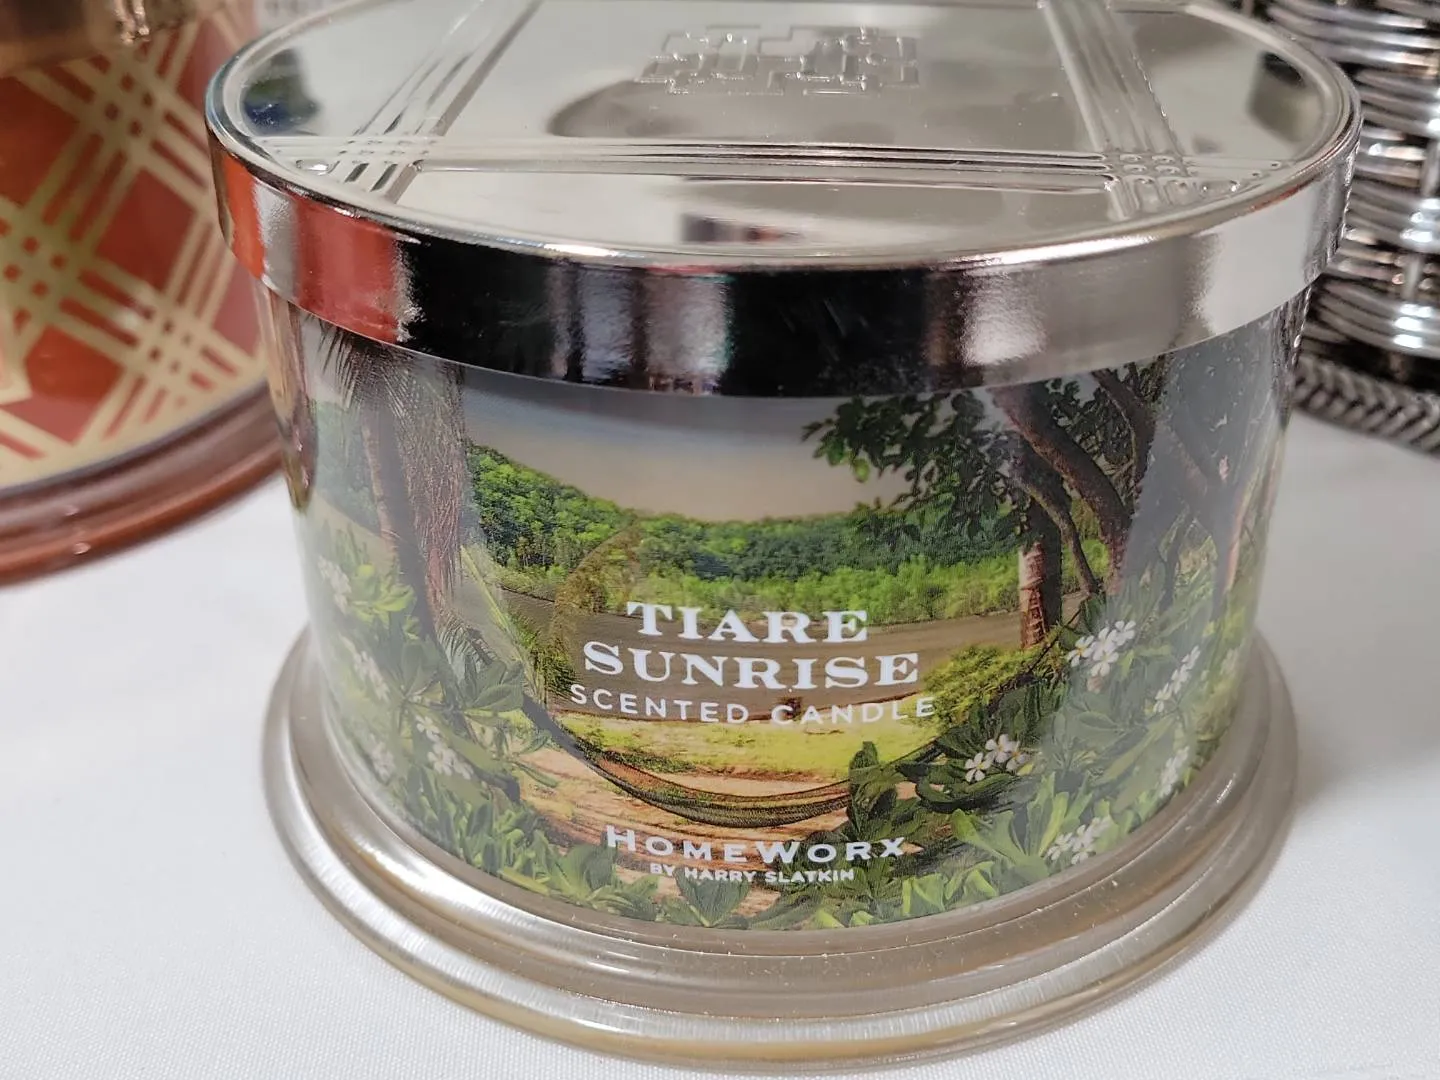 TIARE
SUNRISE
SCENTED CANDLE
HOMEWORX
BY HARRY SLATKIN